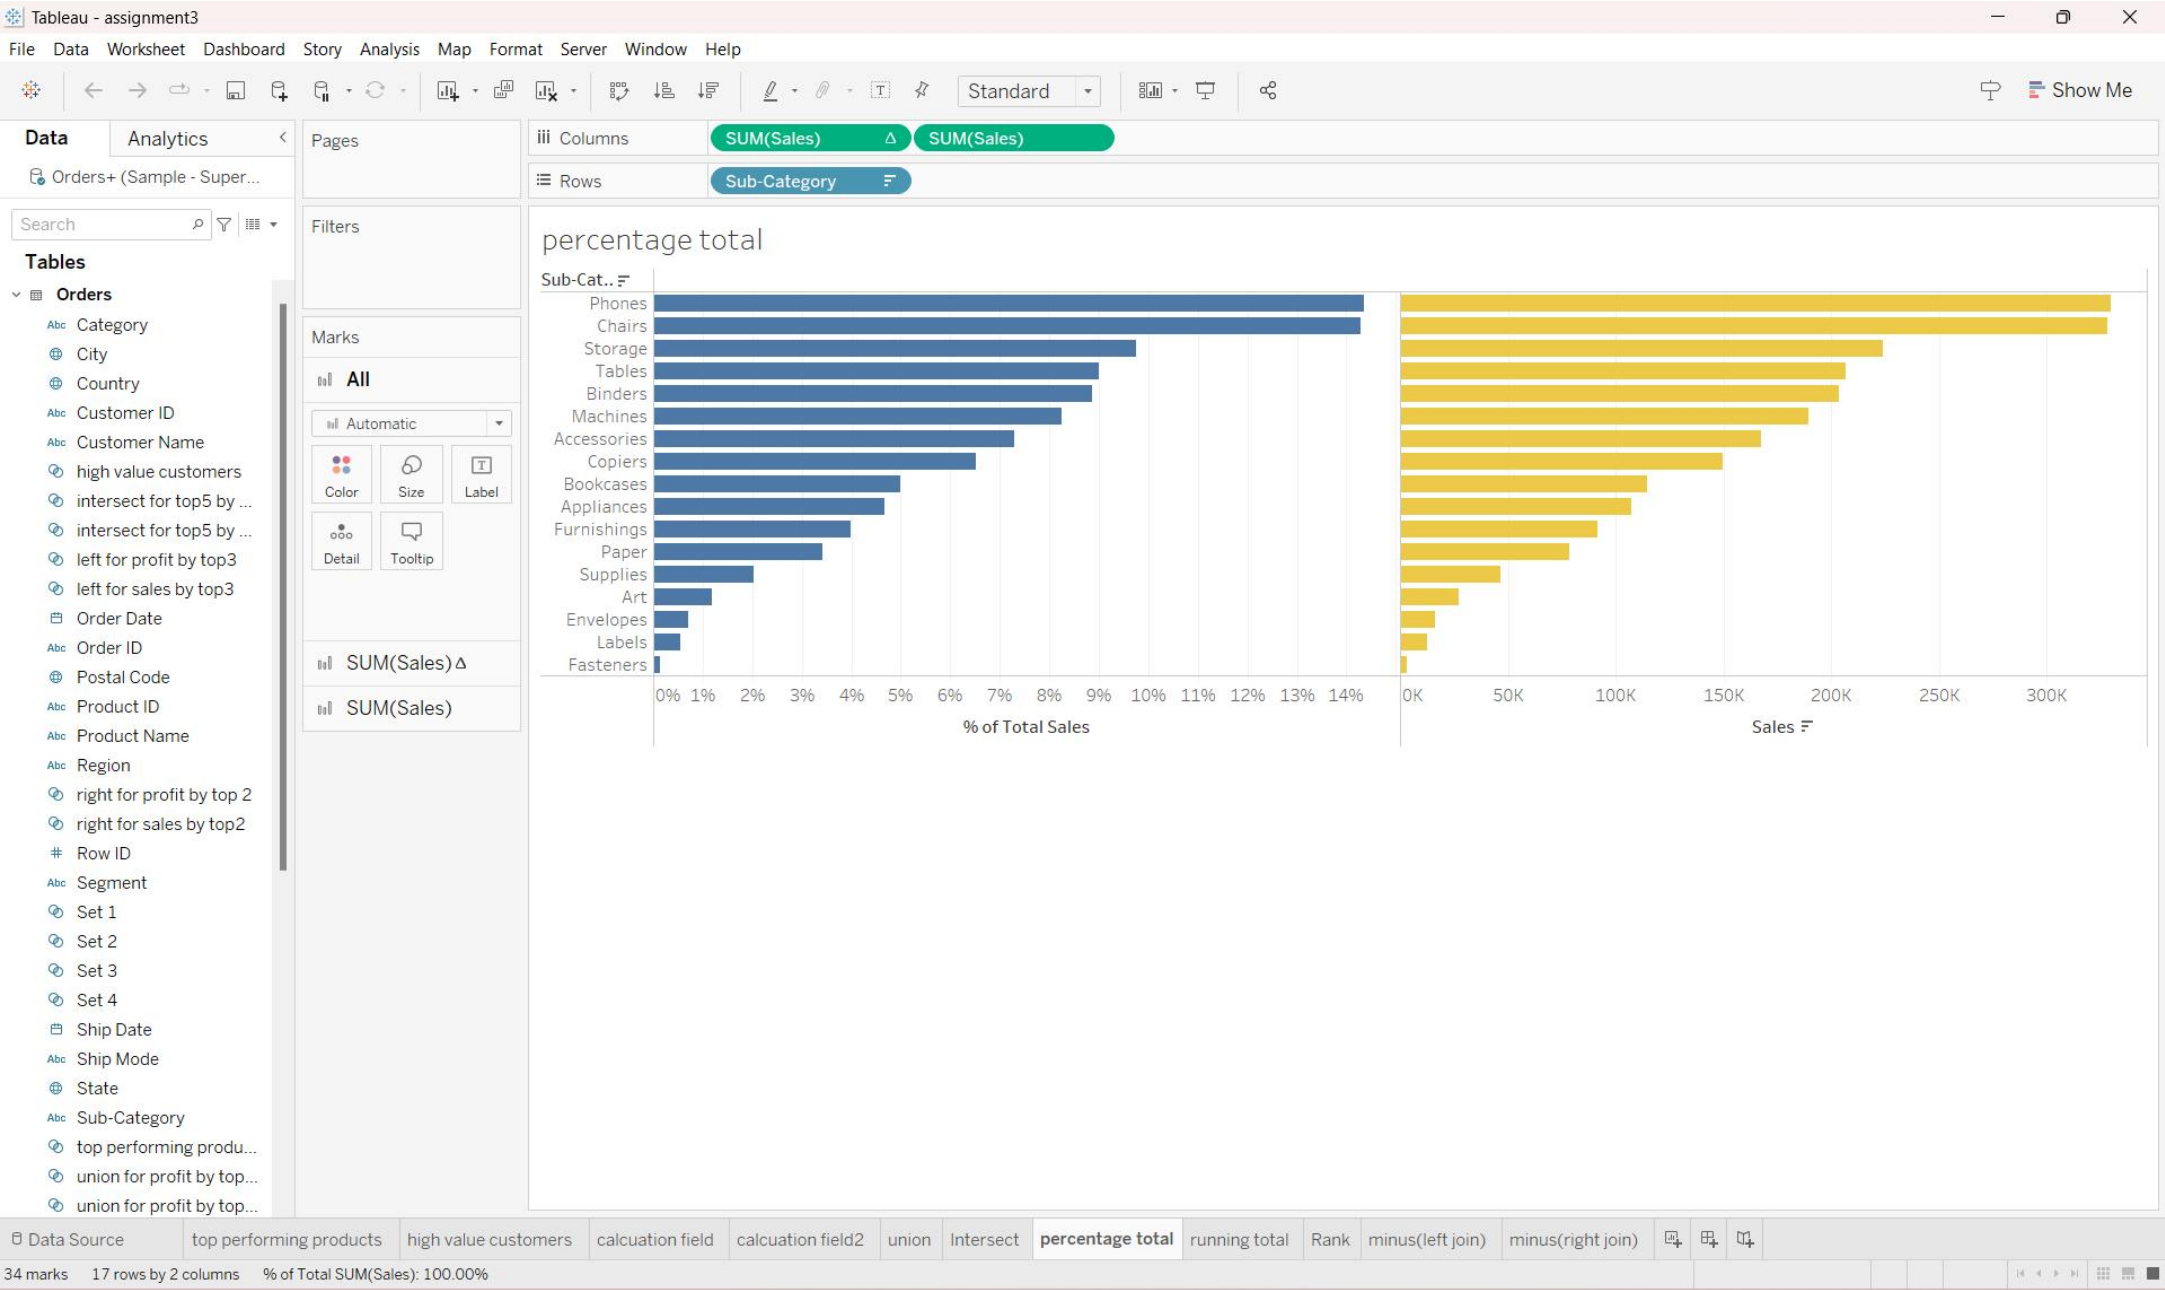 Tableau - assignment3
File Data Worksheet Dashboard Story Analysis Map Format Server Window Help
Standard
Show Me
Data Analytics
Orders+ (Sample - Super...
Search
Tables
Orders
Abc Category
City
Country
Abc Customer ID
Abc Customer Name
high value customers
intersect for top5 by ...
intersect for top5 by ...
left for profit by top3
left for sales by top3
Order Date
Abc Order ID
Postal Code
Abc Product ID
Abc Product Name
Abc Region
right for profit by top 2
right for sales by top2
# Row ID
Abc Segment
Set 1
Set 2
Set 3
Set 4
Ship Date
Abc Ship Mode
State
Abc Sub-Category
top performing produ...
union for profit by top...
union for profit by top...
Pages
Filters
Marks
All
Automatic
Color Size Label
Detail Tooltip
SUM(Sales) Δ
SUM(Sales)
Columns SUM(Sales) Δ SUM(Sales)
Rows Sub-Category
percentage total
Sub-Cat..
Phones
Chairs
Storage
Tables
Binders
Machines
Accessories
Copiers
Bookcases
Appliances
Furnishings
Paper
Supplies
Art
Envelopes
Labels
Fasteners
0% 1% 2% 3% 4% 5% 6% 7% 8% 9% 10% 11% 12% 13% 14% 0K 50K 100K 150K 200K 250K 300K
% of Total Sales Sales
Data Source top performing products high value customers calcuation field calcuation field2 union Intersect percentage total running total Rank minus(left join) minus(right join)
34 marks 17 rows by 2 columns % of Total SUM(Sales): 100.00%